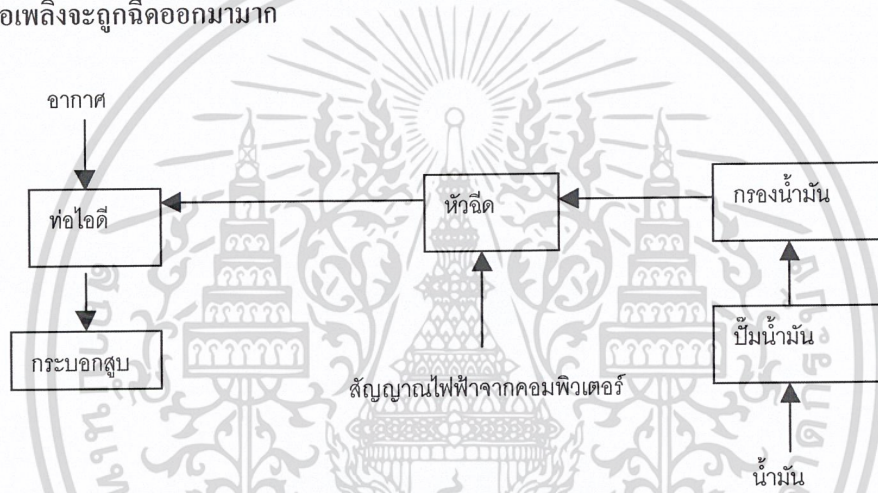 อเพลิงจะถูกฉีดออกมามาก
อากาศ
ท่อไอดี
หัวฉีด
กรองน้ำมัน
กระบอกสูบ
ปั๊มน้ำมัน
สัญญาณไฟฟ้าจากคอมพิวเตอร์
น้ำมัน